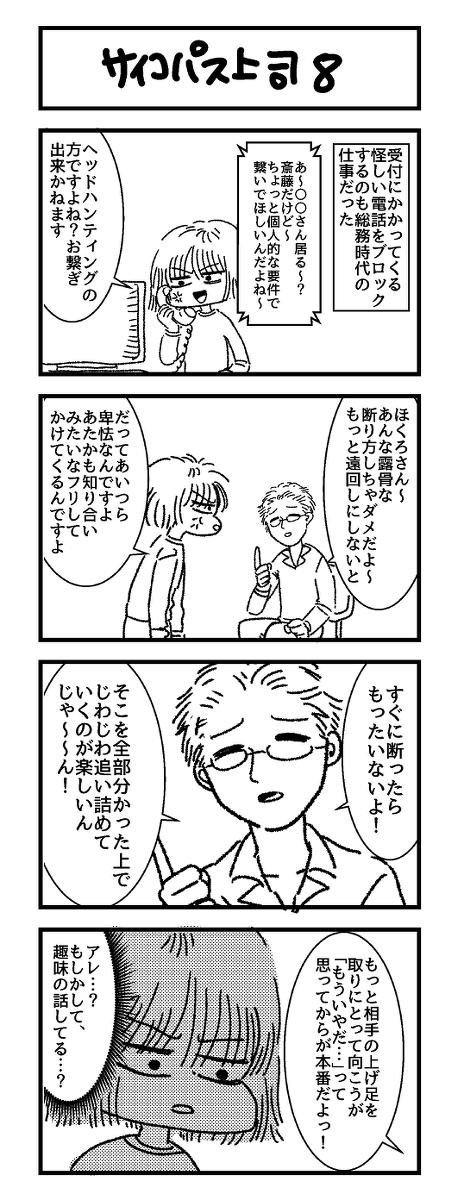 サイコパス上司8
受付にかかってくる
怪しい電話をブロック
するのも総務時代の
仕事だった
あ～〇〇さん居る～？
斎藤だけど～
ちょっと個人的な要件で
繋いでほしいんだよね～
ヘッドハンティングの
方ですよね？お繋ぎ
出来かねます
ほくろさん～
あんな露骨な
断り方しちゃダメだよ～
もっと遠回しにしないと
だってあいつら
卑怯なんですよ
あたかも知り合い
みたいなフリして
かけてくるんですよ
すぐに断ったら
もったいないよ！
そこを全部分かった上で
じわじわ追い詰めて
いくのが楽しいん
じゃ～～ん！
もっと相手の上げ足を
取りにとって向こうが
「もういやだ…」って
思ってからが本番だよっ！
アレ…？
もしかして、
趣味の話してる…？